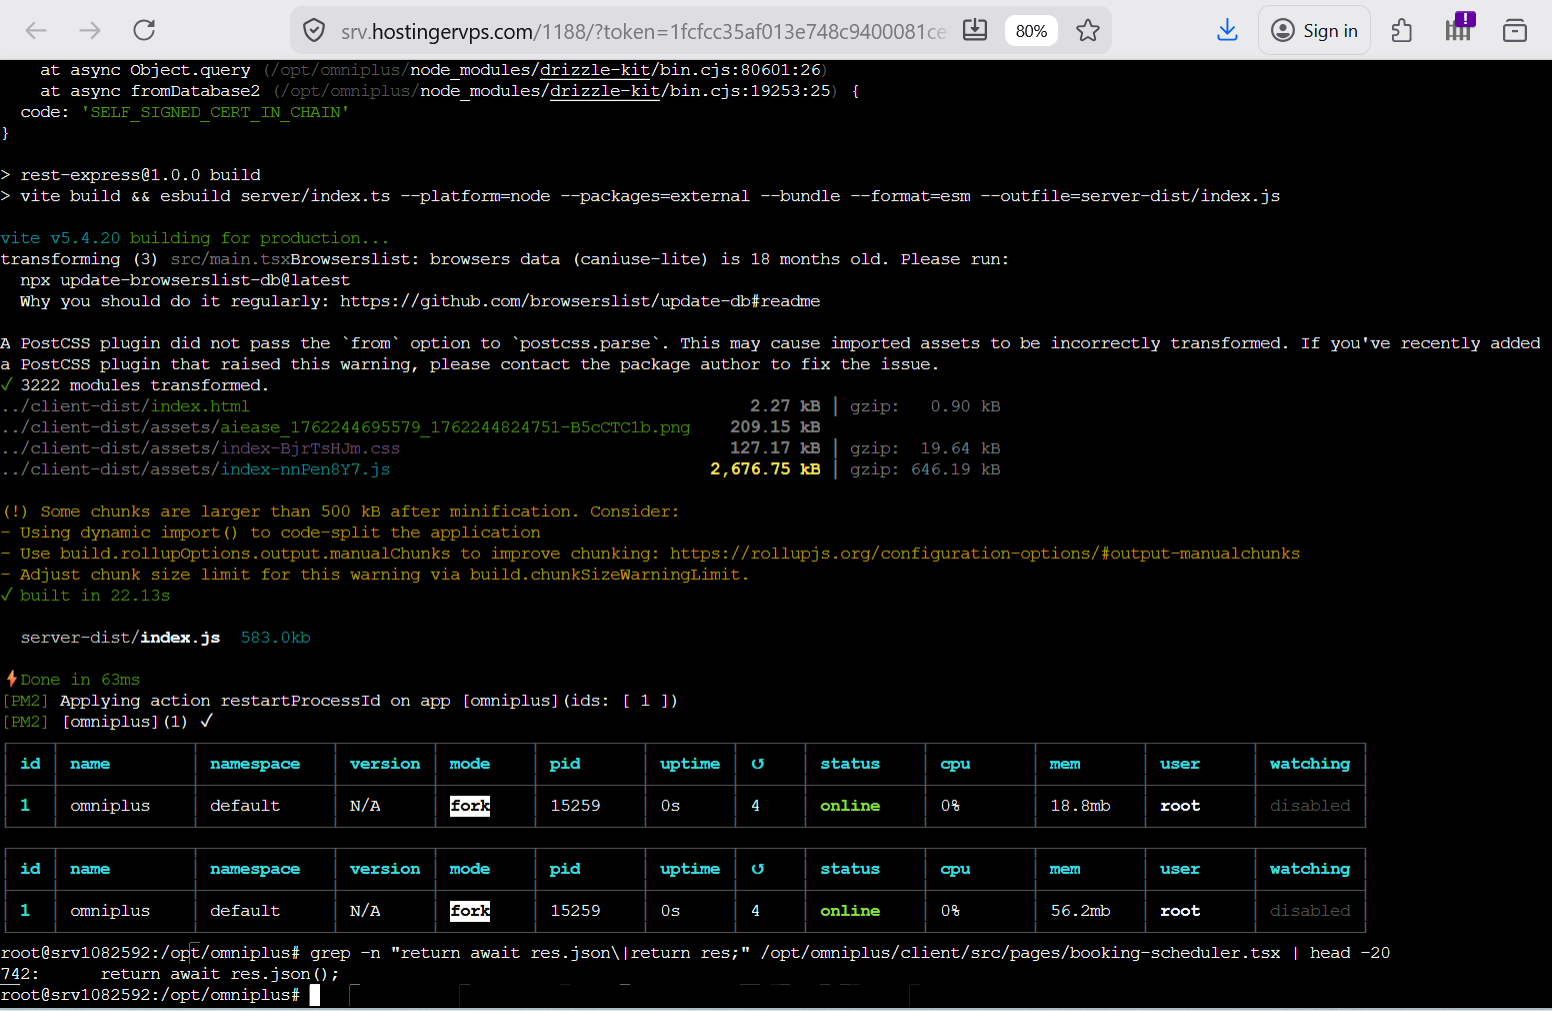 srv.hostingervps.com/1188/?token=1fcfcc35af013e748c9400081ce
80%
Sign in
at async Object.query (/opt/omniplus/node_modules/drizzle-kit/bin.cjs:80601:26)
at async fromDatabase2 (/opt/omniplus/node_modules/drizzle-kit/bin.cjs:19253:25) {
code: 'SELF_SIGNED_CERT_IN_CHAIN'
}
> rest-express@1.0.0 build
> vite build && esbuild server/index.ts --platform=node --packages=external --bundle --format=esm --outfile=server-dist/index.js
vite v5.4.20 building for production...
transforming (3) src/main.tsxBrowserslist: browsers data (caniuse-lite) is 18 months old. Please run:
npx update-browserslist-db@latest
Why you should do it regularly: https://github.com/browserslist/update-db#readme
A PostCSS plugin did not pass the `from` option to `postcss.parse`. This may cause imported assets to be incorrectly transformed. If you've recently added
a PostCSS plugin that raised this warning, please contact the package author to fix the issue.
✓ 3222 modules transformed.
../client-dist/index.html 2.27 kB │ gzip: 0.90 kB
../client-dist/assets/aiease_1762244695579_1762244824751-B5cCTC1b.png 209.15 kB
../client-dist/assets/index-BjrTsHJm.css 127.17 kB │ gzip: 19.64 kB
../client-dist/assets/index-nnPen8Y7.js 2,676.75 kB │ gzip: 646.19 kB
(!) Some chunks are larger than 500 kB after minification. Consider:
- Using dynamic import() to code-split the application
- Use build.rollupOptions.output.manualChunks to improve chunking: https://rollupjs.org/configuration-options/#output-manualchunks
- Adjust chunk size limit for this warning via build.chunkSizeWarningLimit.
✓ built in 22.13s
server-dist/index.js 583.0kb
⚡Done in 63ms
[PM2] Applying action restartProcessId on app [omniplus](ids: [ 1 ])
[PM2] [omniplus](1) ✓
id │ name │ namespace │ version │ mode │ pid │ uptime │ ↺ │ status │ cpu │ mem │ user │ watching
1 │ omniplus │ default │ N/A │ fork │ 15259 │ 0s │ 4 │ online │ 0% │ 18.8mb │ root │ disabled
id │ name │ namespace │ version │ mode │ pid │ uptime │ ↺ │ status │ cpu │ mem │ user │ watching
1 │ omniplus │ default │ N/A │ fork │ 15259 │ 0s │ 4 │ online │ 0% │ 56.2mb │ root │ disabled
root@srv1082592:/opt/omniplus# grep -n "return await res.json\|return res;" /opt/omniplus/client/src/pages/booking-scheduler.tsx | head -20
742: return await res.json();
root@srv1082592:/opt/omniplus#